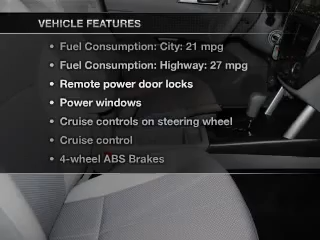 VEHICLE FEATURES
• Fuel Consumption: City: 21 mpg
• Fuel Consumption: Highway: 27 mpg
• Remote power door locks
• Power windows
• Cruise controls on steering wheel
• Cruise control
• 4-wheel ABS Brakes